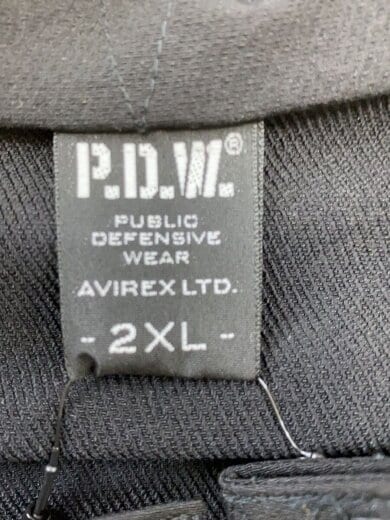 P.D.W.®
PUBLIC
DEFENSIVE
WEAR
AVIREX LTD.
- 2XL -